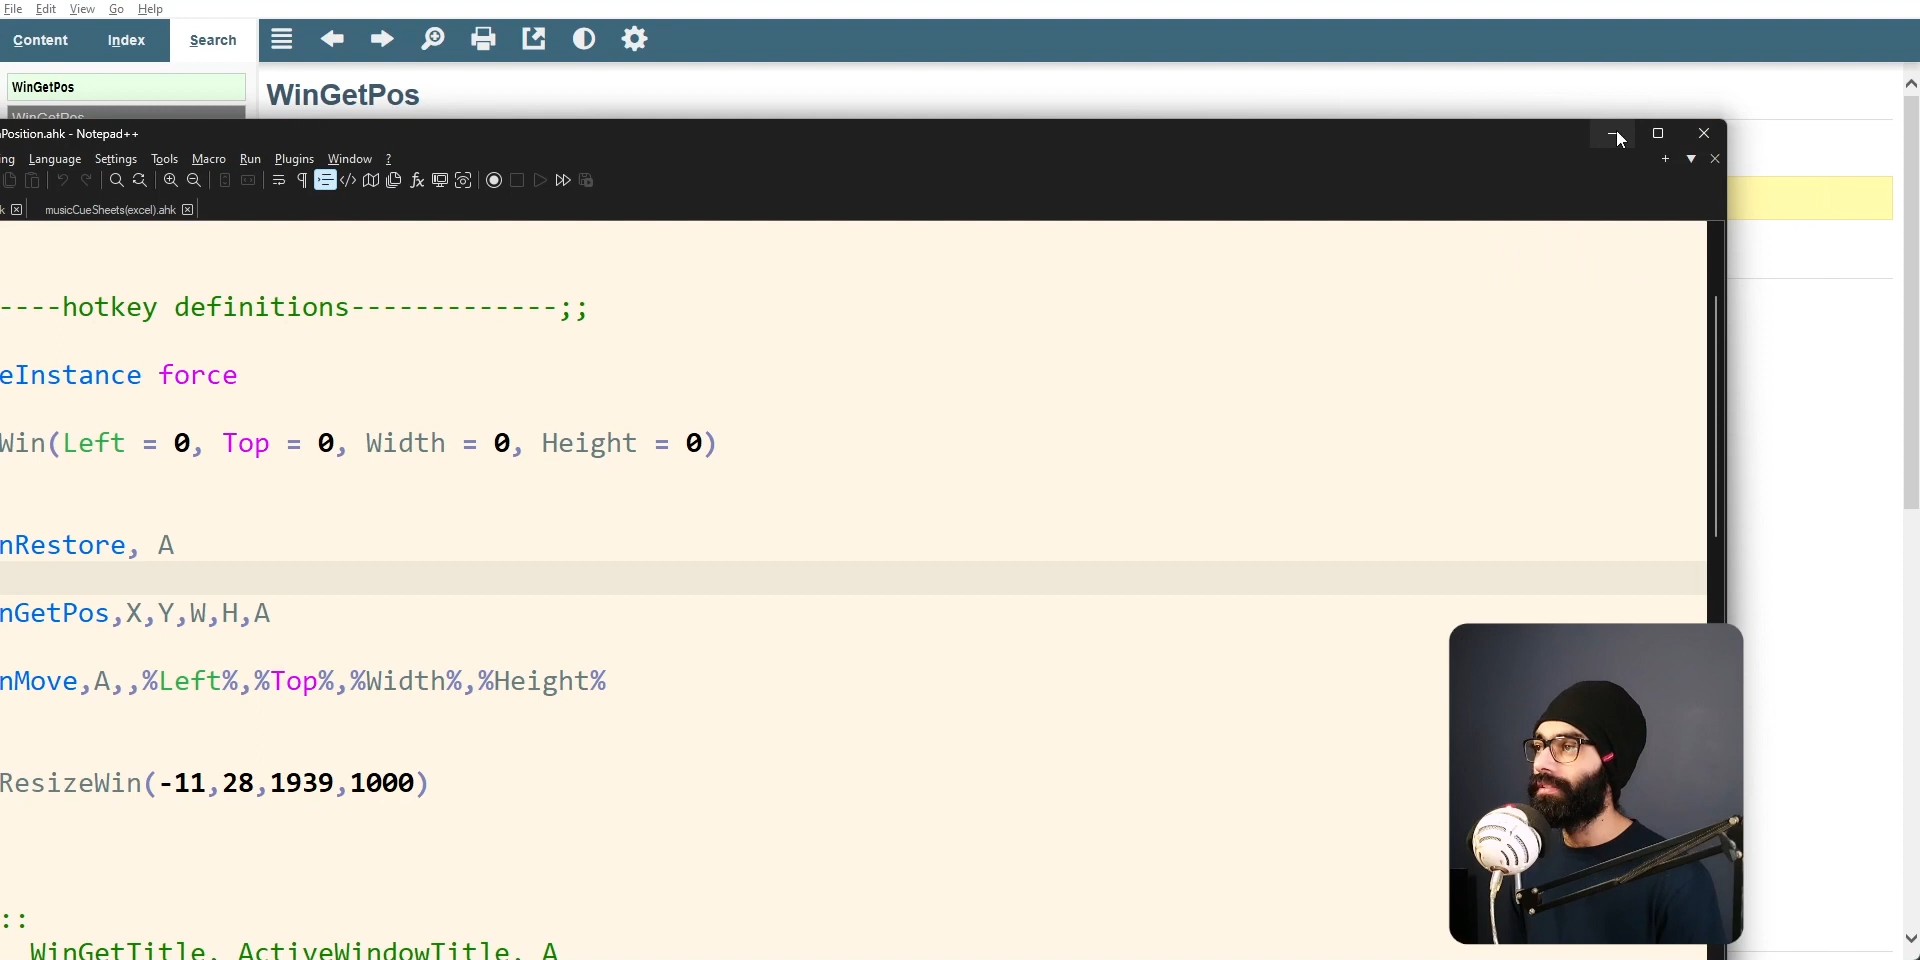 File Edit View Go Help
Content Index Search
WinGetPos
WinGetPos
WinGetPos
Position.ahk - Notepad++
ing Language Settings Tools Macro Run Plugins Window ?
k musicCueSheets(excel).ahk
----hotkey definitions-------------;;
eInstance force
Win(Left = 0, Top = 0, Width = 0, Height = 0)
nRestore, A
nGetPos,X,Y,W,H,A
nMove,A,,%Left%,%Top%,%Width%,%Height%
ResizeWin(-11,28,1939,1000)
::
WinGetTitle, ActiveWindowTitle, A